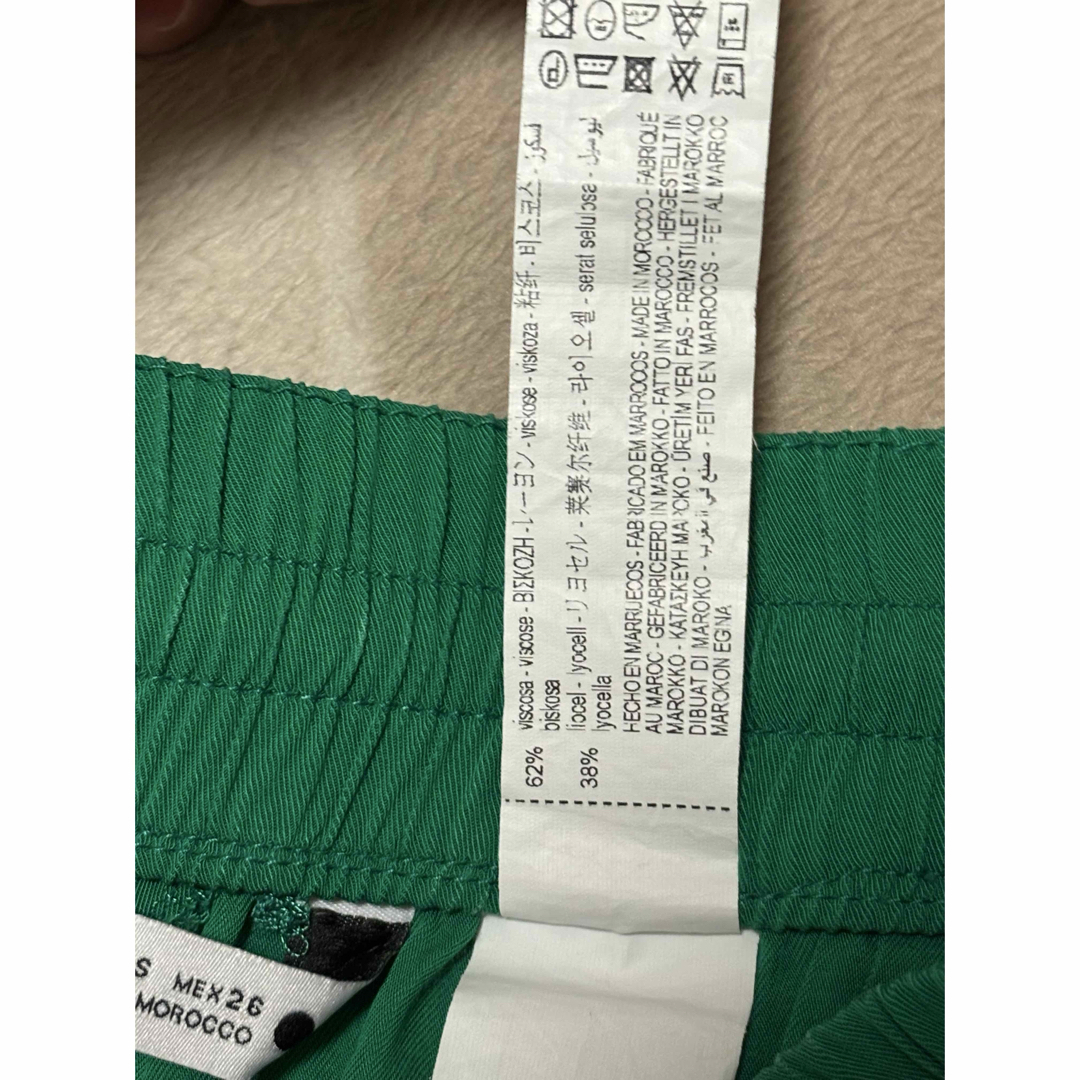 62% viscosa - viscose - ΒΙΣΚΟΖΗ - レーヨン - viskose - viskoza - 粘纤 - 비스코스 - فسكوز
biskosa
38% liocel - lyocell - リヨセル - 莱赛尔纤维 - 라이오셀 - serat selulosa - ليوسيل
lyocella
HECHO EN MARRUECOS - FABRICADO EM MARROCOS - MADE IN MOROCCO - FABRIQUÉ
AU MAROC - GEFABRICEERD IN MAROKKO - FATTO IN MAROCCO - HERGESTELLT IN
MAROKKO - ΚΑΤΑΣΚΕΥΗ ΜΑΡΟΚΟ - ÜRETİM YERİ FAS - FREMSTILLET I MAROKKO
DIBUAT DI MAROKO - صنع في المغرب - FEITO EN MARROCOS - FET AL MARROC
MAROKON EGINA
S MEX 26
MOROCCO